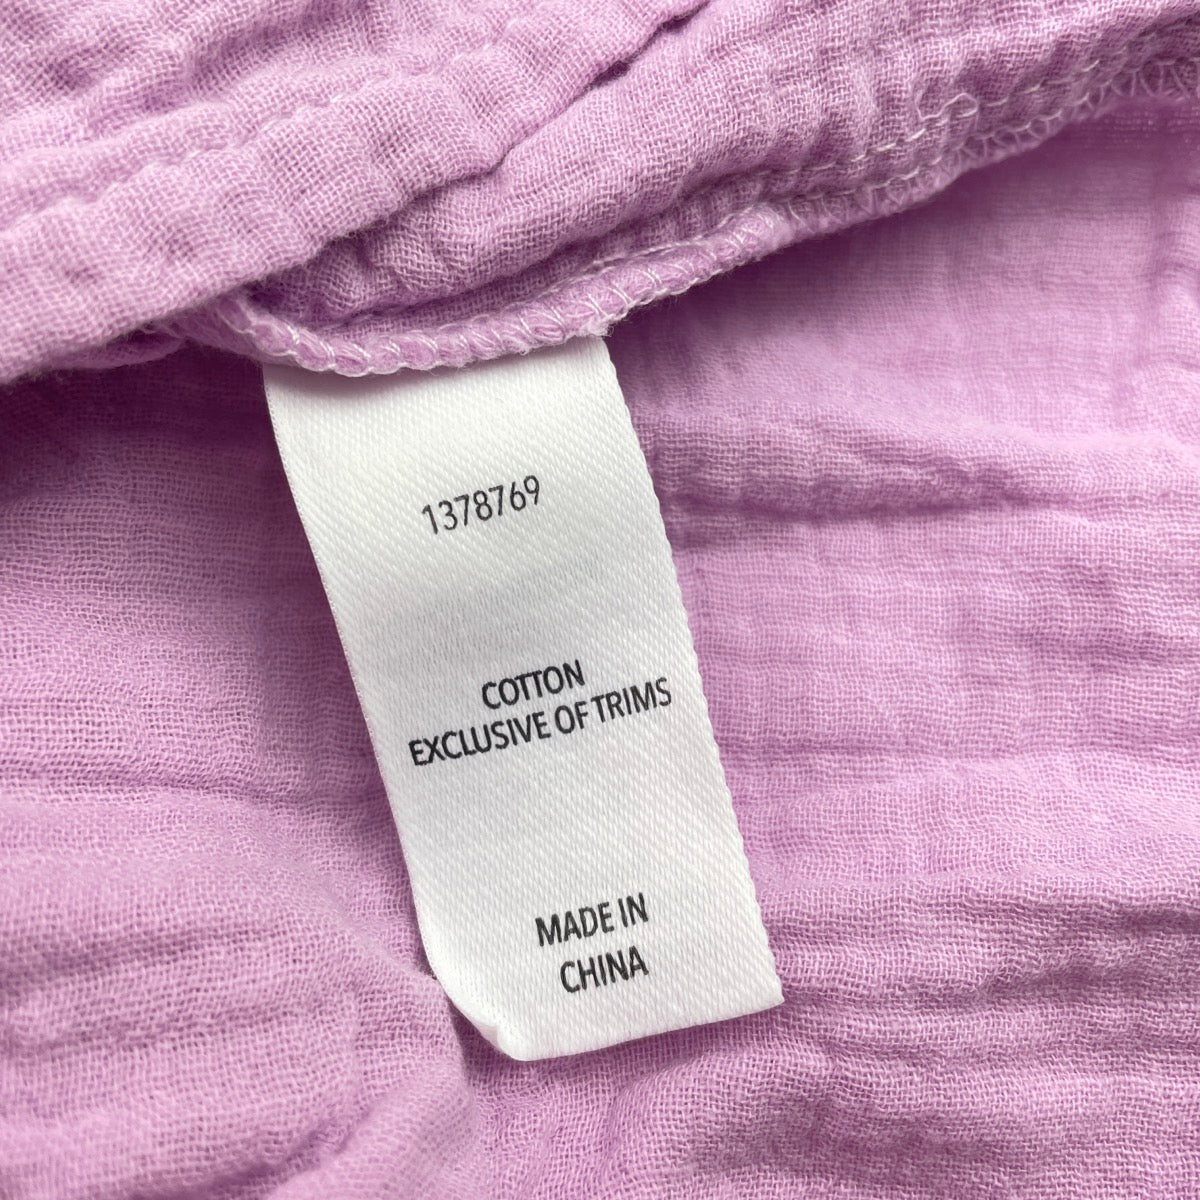 1378769
COTTON
EXCLUSIVE OF TRIMS
MADE IN
CHINA